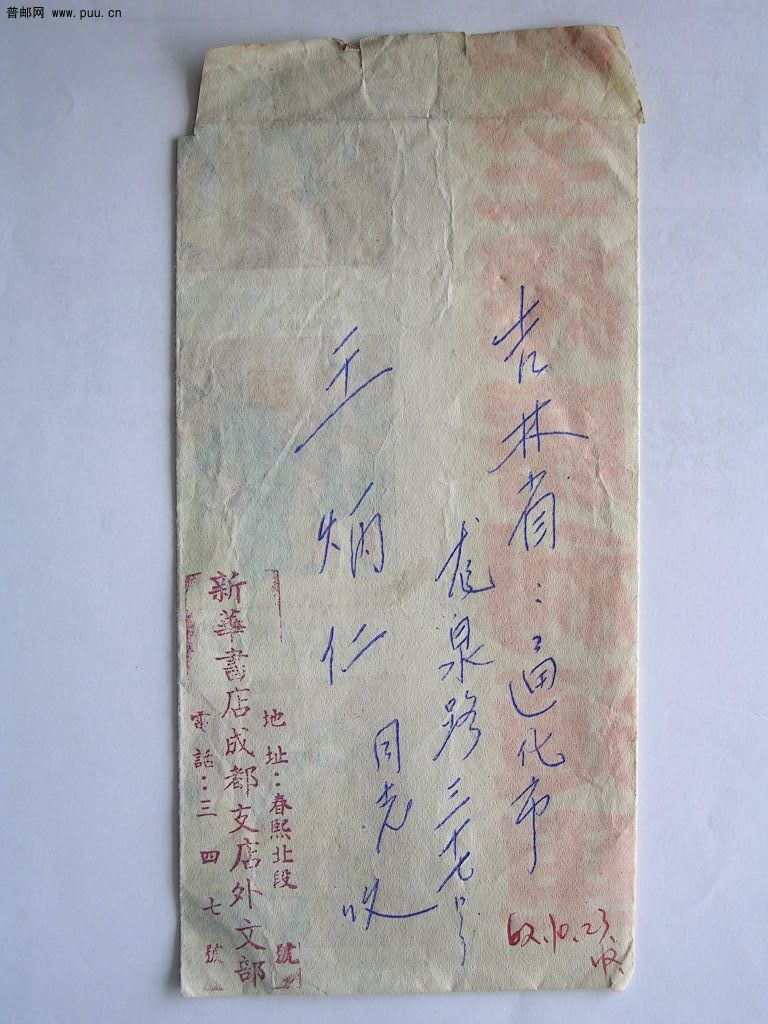 普邮网 www.puu.cn
吉林省：：通化市
龙泉路三十七号
王炳仁
同志收
地址：春熙北段 號
新華書店成都支店外文部
電話：三四七號
62.10.23.
收.